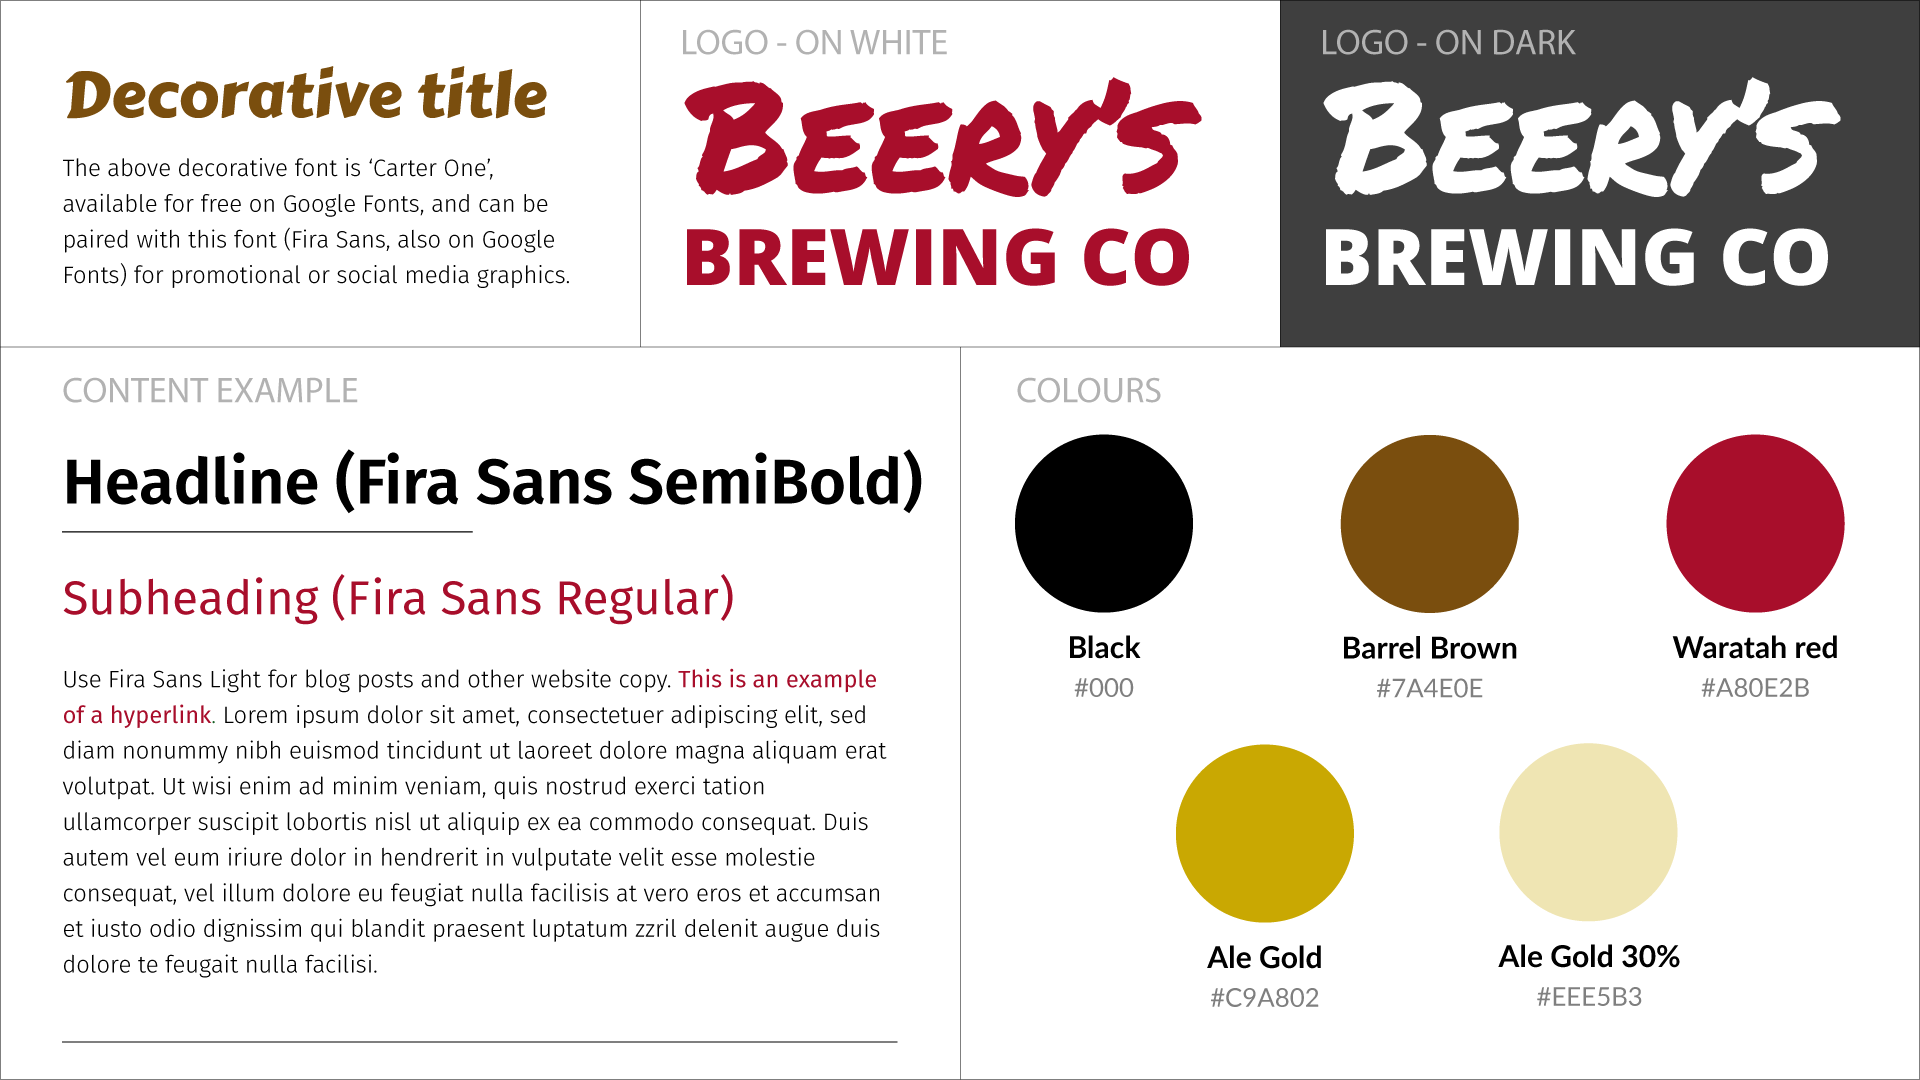 Decorative title
The above decorative font is ‘Carter One’,
available for free on Google Fonts, and can be
paired with this font (Fira Sans, also on Google
Fonts) for promotional or social media graphics.
LOGO - ON WHITE
BEERY'S
BREWING CO
LOGO - ON DARK
BEERY'S
BREWING CO
CONTENT EXAMPLE
Headline (Fira Sans SemiBold)
Subheading (Fira Sans Regular)
Use Fira Sans Light for blog posts and other website copy. This is an example
of a hyperlink. Lorem ipsum dolor sit amet, consectetuer adipiscing elit, sed
diam nonummy nibh euismod tincidunt ut laoreet dolore magna aliquam erat
volutpat. Ut wisi enim ad minim veniam, quis nostrud exerci tation
ullamcorper suscipit lobortis nisl ut aliquip ex ea commodo consequat. Duis
autem vel eum iriure dolor in hendrerit in vulputate velit esse molestie
consequat, vel illum dolore eu feugiat nulla facilisis at vero eros et accumsan
et iusto odio dignissim qui blandit praesent luptatum zzril delenit augue duis
dolore te feugait nulla facilisi.
COLOURS
Black
#000
Barrel Brown
#7A4E0E
Waratah red
#A80E2B
Ale Gold
#C9A802
Ale Gold 30%
#EEE5B3